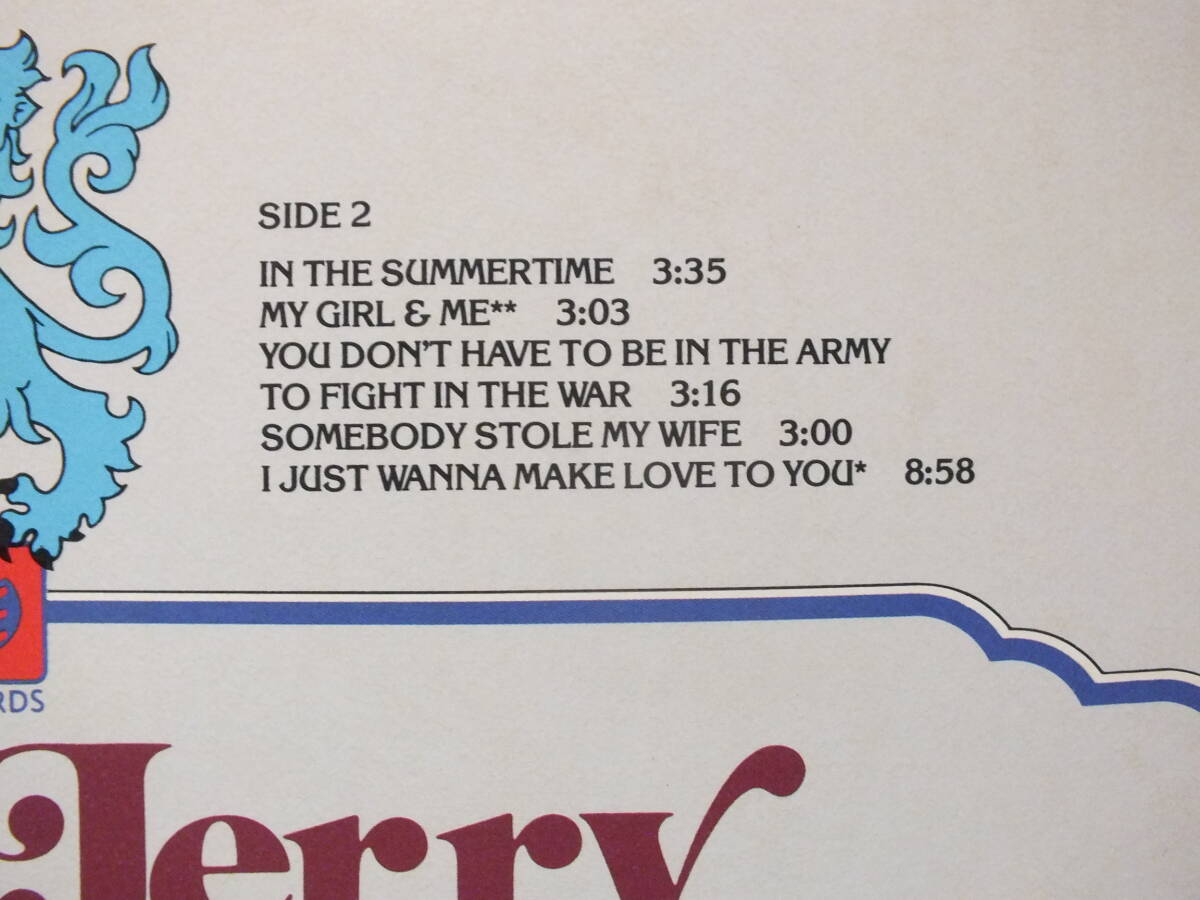 SIDE 2
IN THE SUMMERTIME 3:35
MY GIRL & ME** 3:03
YOU DON'T HAVE TO BE IN THE ARMY
TO FIGHT IN THE WAR 3:16
SOMEBODY STOLE MY WIFE 3:00
I JUST WANNA MAKE LOVE TO YOU* 8:58
RDS
Jerry